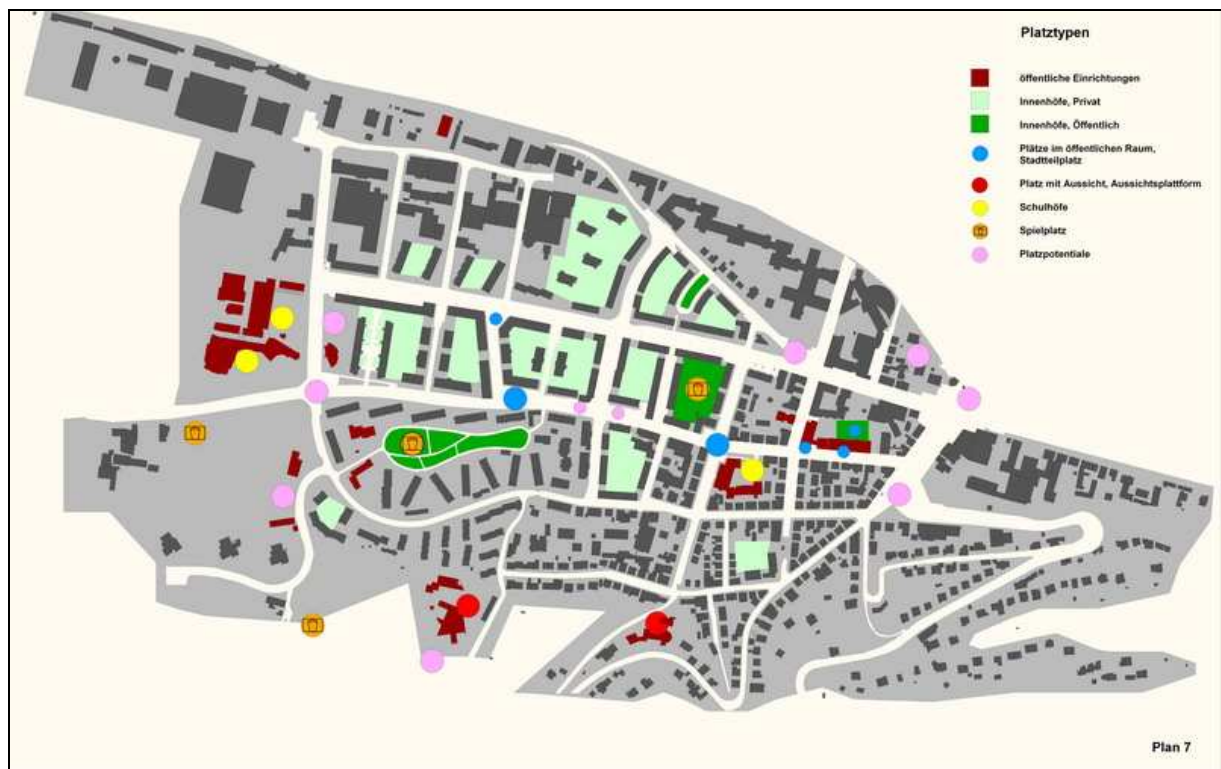 Platztypen
öffentliche Einrichtungen
Innenhöfe, Privat
Innenhöfe, Öffentlich
Plätze im öffentlichen Raum,
Stadtteilplatz
Platz mit Aussicht, Aussichtsplattform
Schulhöfe
Spielplatz
Platzpotentiale
Plan 7